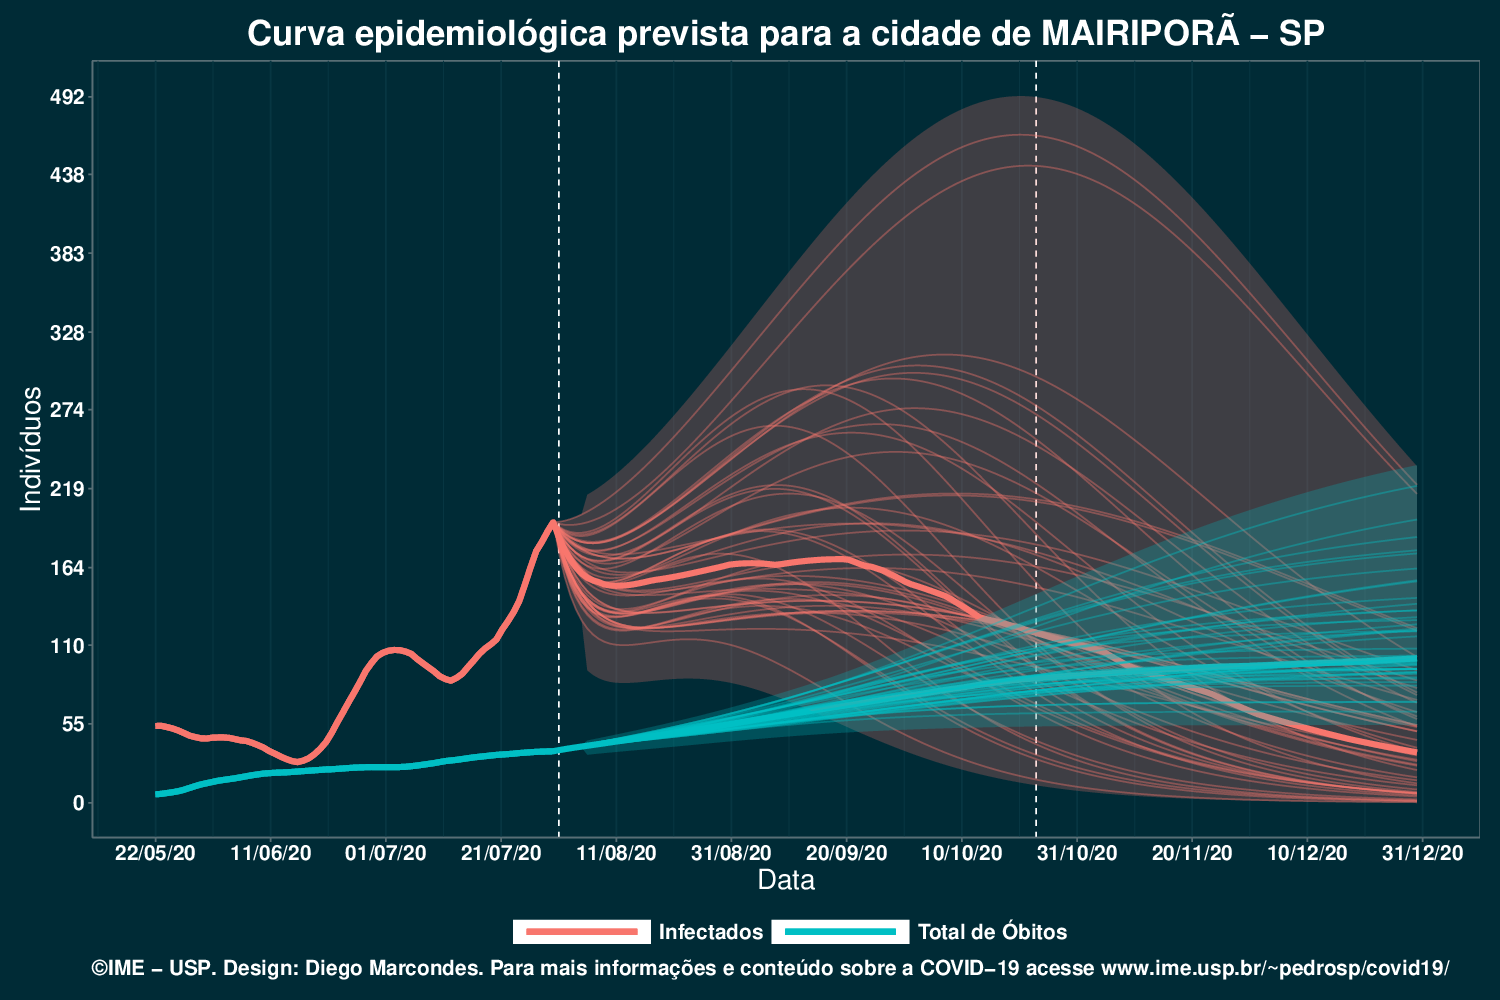 Curva epidemiológica prevista para a cidade de MAIRIPORÃ – SP
Indivíduos
492
438
383
328
274
219
164
110
55
0
22/05/20 11/06/20 01/07/20 21/07/20 11/08/20 31/08/20 20/09/20 10/10/20 31/10/20 20/11/20 10/12/20 31/12/20
Data
Infectados Total de Óbitos
©IME – USP. Design: Diego Marcondes. Para mais informações e conteúdo sobre a COVID–19 acesse www.ime.usp.br/~pedrosp/covid19/